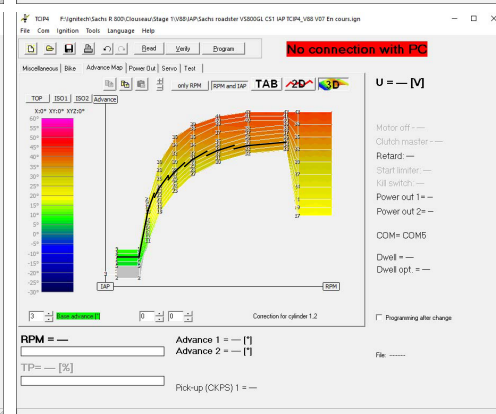 TCIP4 F:\Ignitech\Sachs R 800\Clouseau\Stage 1\V88\IAP\Sachs roadster VS800GL CS1 IAP TCIP4_V88 V07 En cours.ign
File Com Ignition Tools Language Help
Read Verify Program
No connection with PC
Miscellaneous Bike Advance Map Power Out Servo Test
only RPM RPM and IAP TAB 2D 3D
U = --- [V]
TOP ISO1 ISO2 Advance
X:0° XY:0° XYZ:0°
60°
55°
50°
45°
40°
35°
30°
25°
20°
15°
10°
5°
0°
-5°
-10°
-15°
-20°
-25°
-30°
IAP
RPM
Motor off - ---
Clutch master - ---
Retard: ---
Start limiter: ---
Kill switch: ---
Power out 1= --
Power out 2= --
COM= COM5
Dwell = ---
Dwell opt. = ---
3 Base advance [°] 0 0 Correction for cylinder 1,2
Programming after change
RPM = ---
Advance 1 = --- [°]
Advance 2 = --- [°]
File: ------
TP= --- [%]
Pick-up (CKPS) 1 = ---